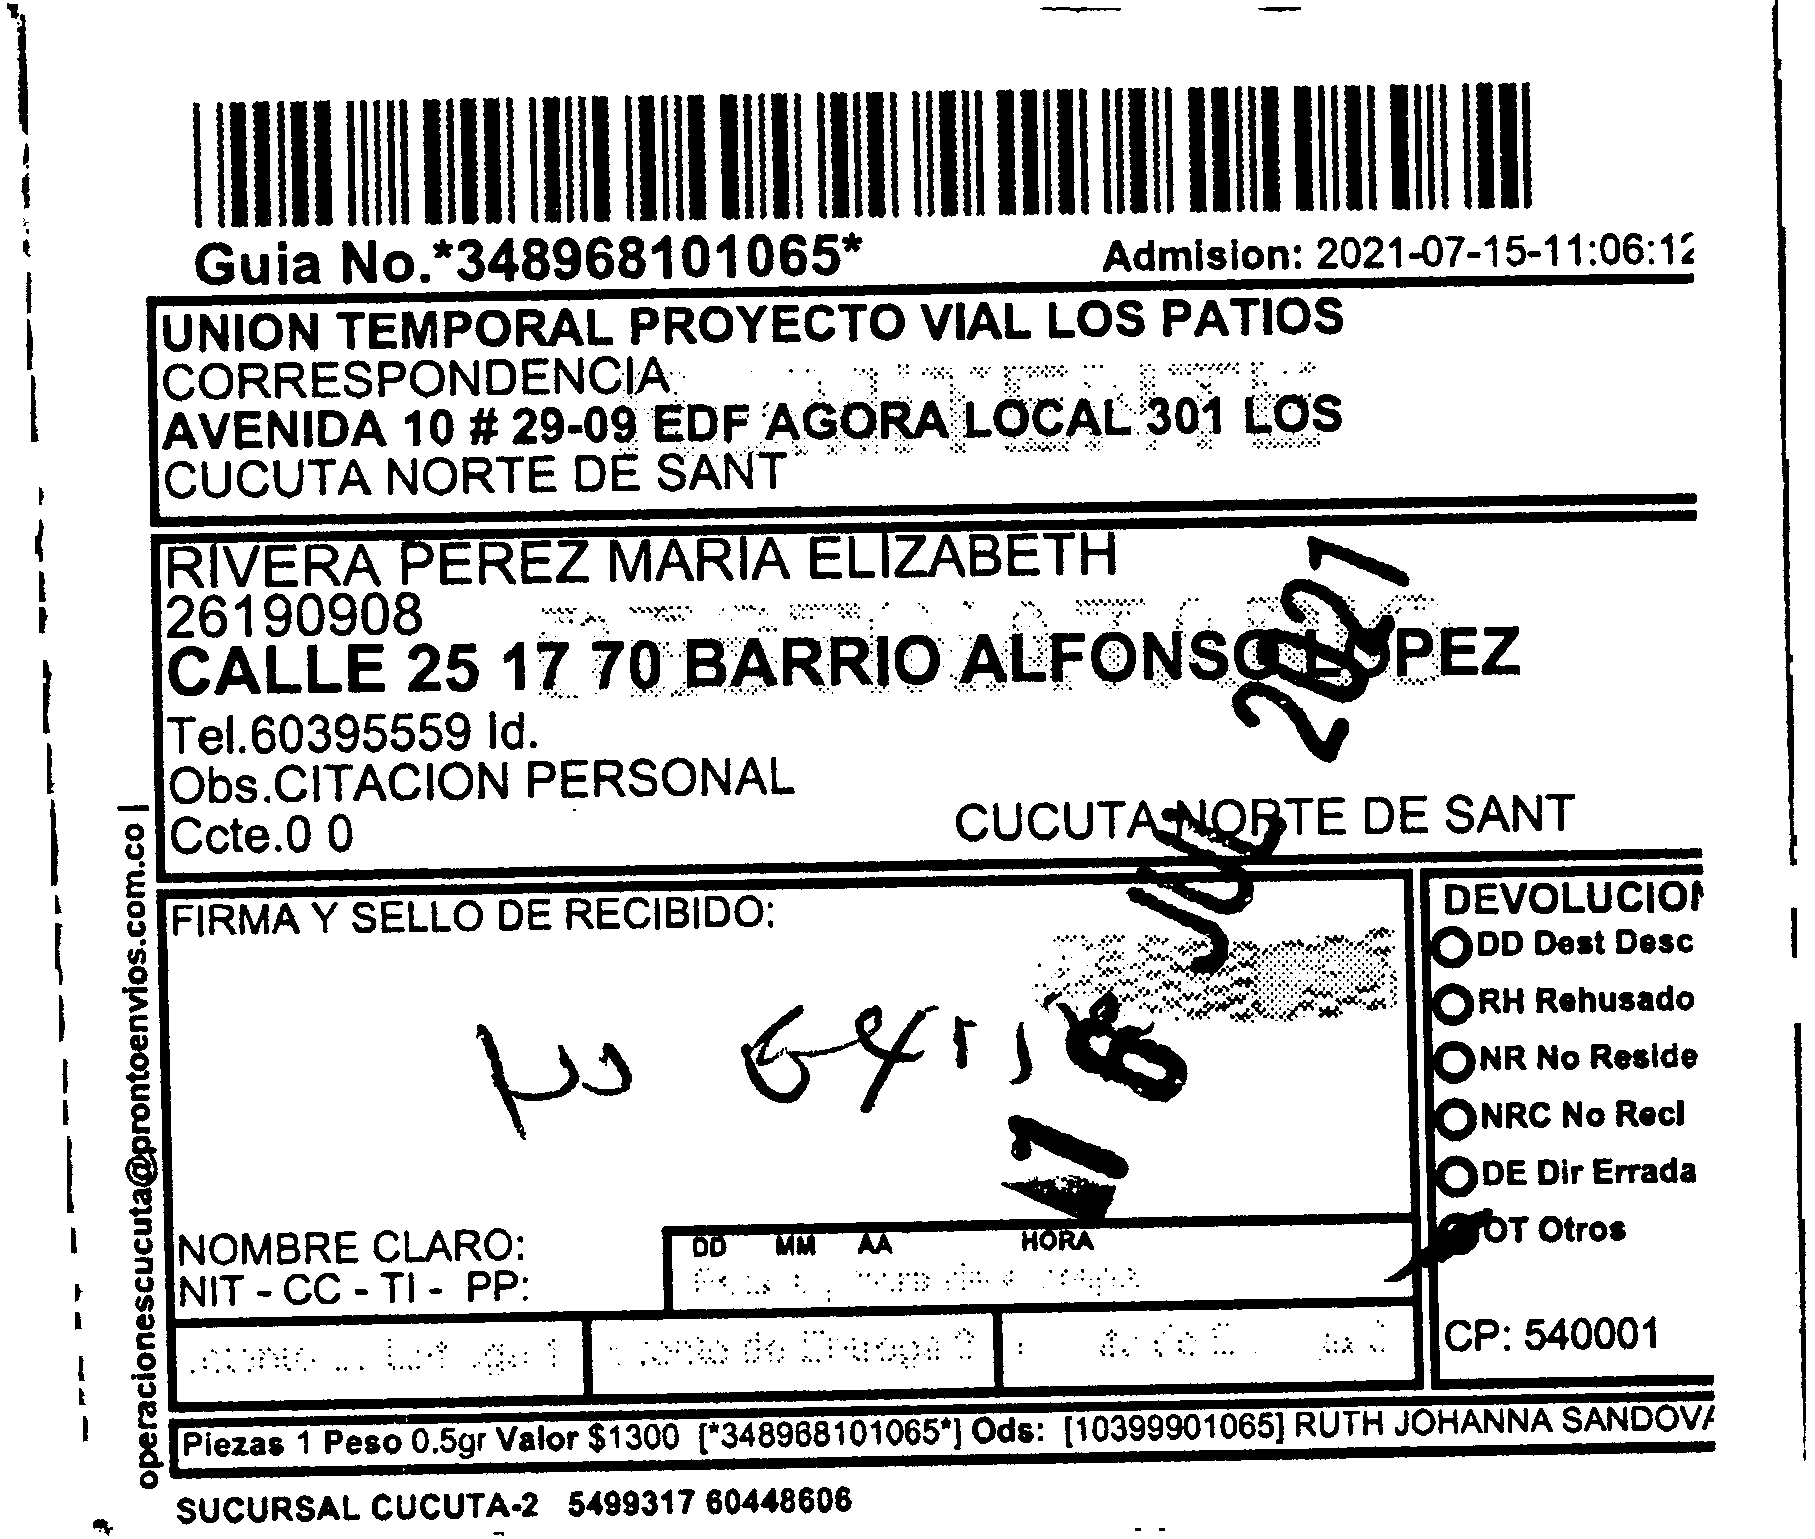 Guia No.*348968101065*
Admision: 2021-07-15-11:06:12
UNION TEMPORAL PROYECTO VIAL LOS PATIOS
CORRESPONDENCIA
AVENIDA 10 # 29-09 EDF AGORA LOCAL 301 LOS
CUCUTA NORTE DE SANT
RIVERA PEREZ MARIA ELIZABETH
26190908
CALLE 25 17 70 BARRIO ALFONSO LOPEZ
Tel.60395559 Id.
Obs.CITACION PERSONAL
Ccte.0 0
CUCUTA NORTE DE SANT
FIRMA Y SELLO DE RECIBIDO:
No
JUL 2021
NOMBRE CLARO:
NIT - CC - TI - PP:
DD MM AA HORA
DEVOLUCION
DD Dest Desc
RH Rehusado
NR No Reside
NRC No Recl
DE Dir Errada
OT Otros
CP: 540001
Piezas 1 Peso 0.5gr Valor $1300 [*348968101065*] Ods: [10399901065] RUTH JOHANNA SANDOVA
SUCURSAL CUCUTA-2 5499317 60448606
operacionescucuta@prontoenvios.com.co |